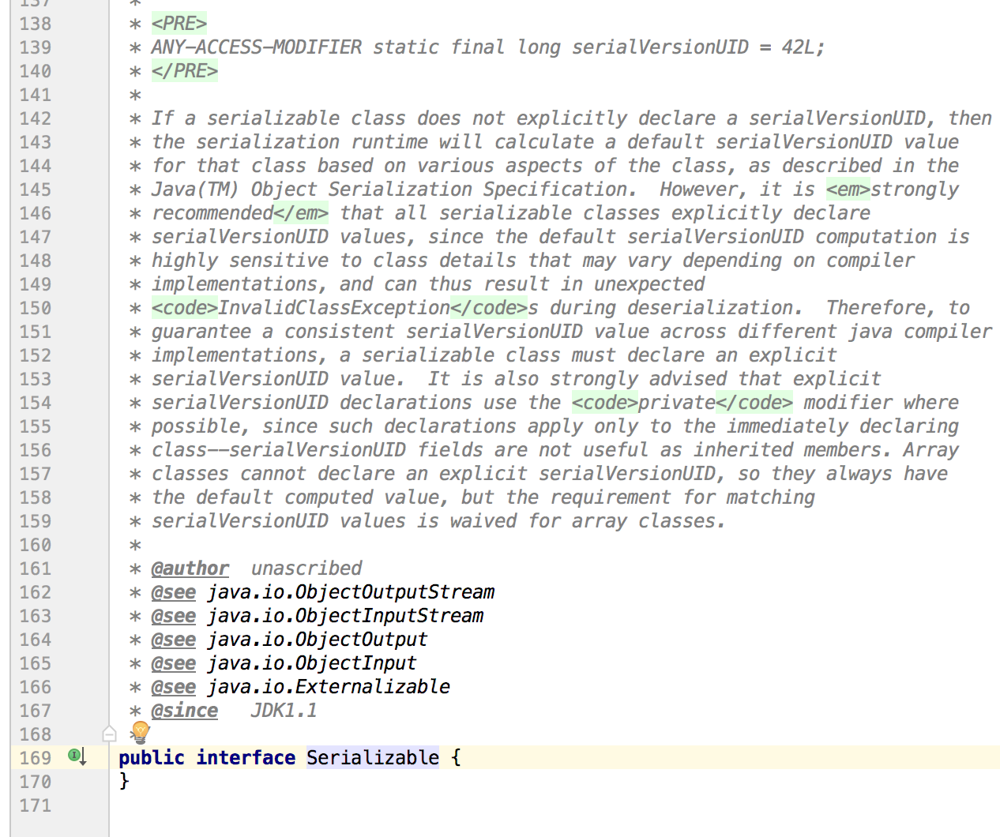 137 *
138 * <PRE>
139 * ANY-ACCESS-MODIFIER static final long serialVersionUID = 42L;
140 * </PRE>
141 *
142 * If a serializable class does not explicitly declare a serialVersionUID, then
143 * the serialization runtime will calculate a default serialVersionUID value
144 * for that class based on various aspects of the class, as described in the
145 * Java(TM) Object Serialization Specification.  However, it is <em>strongly
146 * recommended</em> that all serializable classes explicitly declare
147 * serialVersionUID values, since the default serialVersionUID computation is
148 * highly sensitive to class details that may vary depending on compiler
149 * implementations, and can thus result in unexpected
150 * <code>InvalidClassException</code>s during deserialization.  Therefore, to
151 * guarantee a consistent serialVersionUID value across different java compiler
152 * implementations, a serializable class must declare an explicit
153 * serialVersionUID value.  It is also strongly advised that explicit
154 * serialVersionUID declarations use the <code>private</code> modifier where
155 * possible, since such declarations apply only to the immediately declaring
156 * class--serialVersionUID fields are not useful as inherited members. Array
157 * classes cannot declare an explicit serialVersionUID, so they always have
158 * the default computed value, but the requirement for matching
159 * serialVersionUID values is waived for array classes.
160 *
161 * @author  unascribed
162 * @see java.io.ObjectOutputStream
163 * @see java.io.ObjectInputStream
164 * @see java.io.ObjectOutput
165 * @see java.io.ObjectInput
166 * @see java.io.Externalizable
167 * @since   JDK1.1
168 *
169 public interface Serializable {
170 }
171